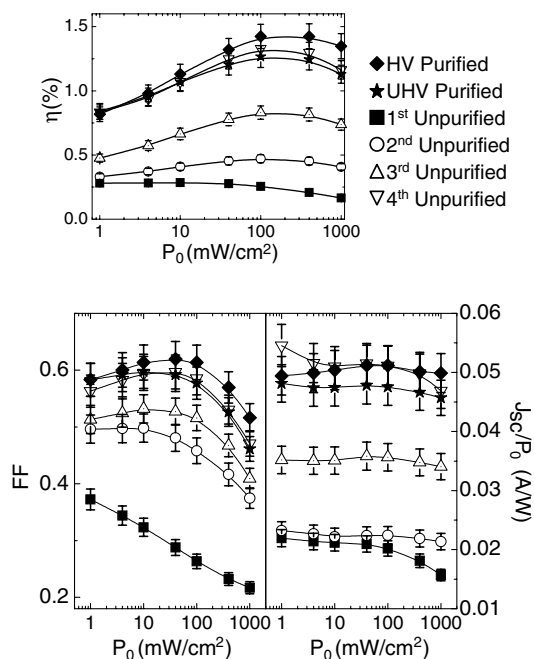 1.5
1.0
0.5
0.0
η(%)
1 10 100 1000
P₀(mW/cm²)
HV Purified
UHV Purified
1ˢᵗ Unpurified
2ⁿᵈ Unpurified
3ʳᵈ Unpurified
4ᵗʰ Unpurified
0.6
0.4
0.2
FF
0.06
0.05
0.04
0.03
0.02
0.01
J_SC/P₀ (A/W)
1 10 100 1000 1 10 100 1000
P₀(mW/cm²) P₀(mW/cm²)